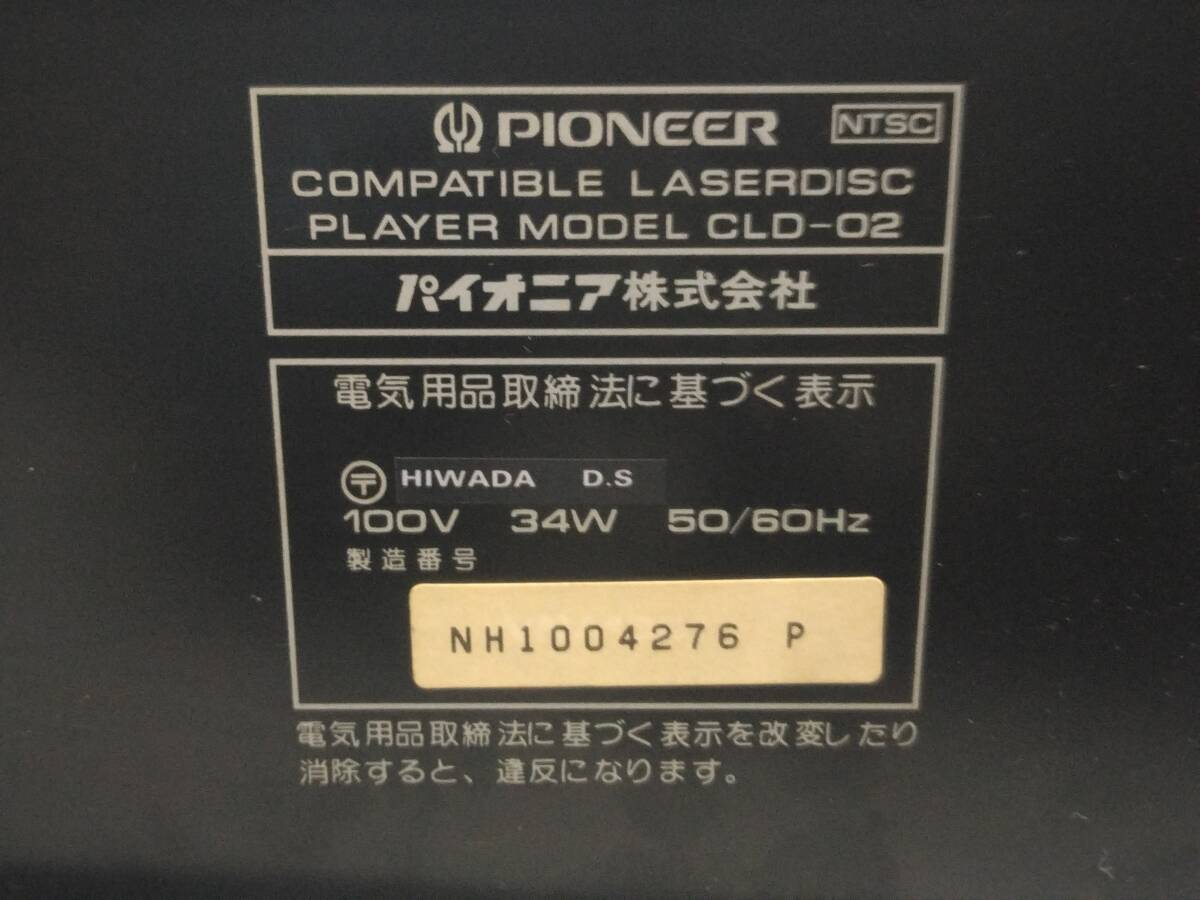 PIONEER NTSC
COMPATIBLE LASERDISC
PLAYER MODEL CLD-02
パイオニア株式会社
電気用品取締法に基づく表示
〒 HIWADA D.S
100V 34W 50/60Hz
製造番号
NH1004276 P
電気用品取締法に基づく表示を改変したり
消除すると、違反になります。